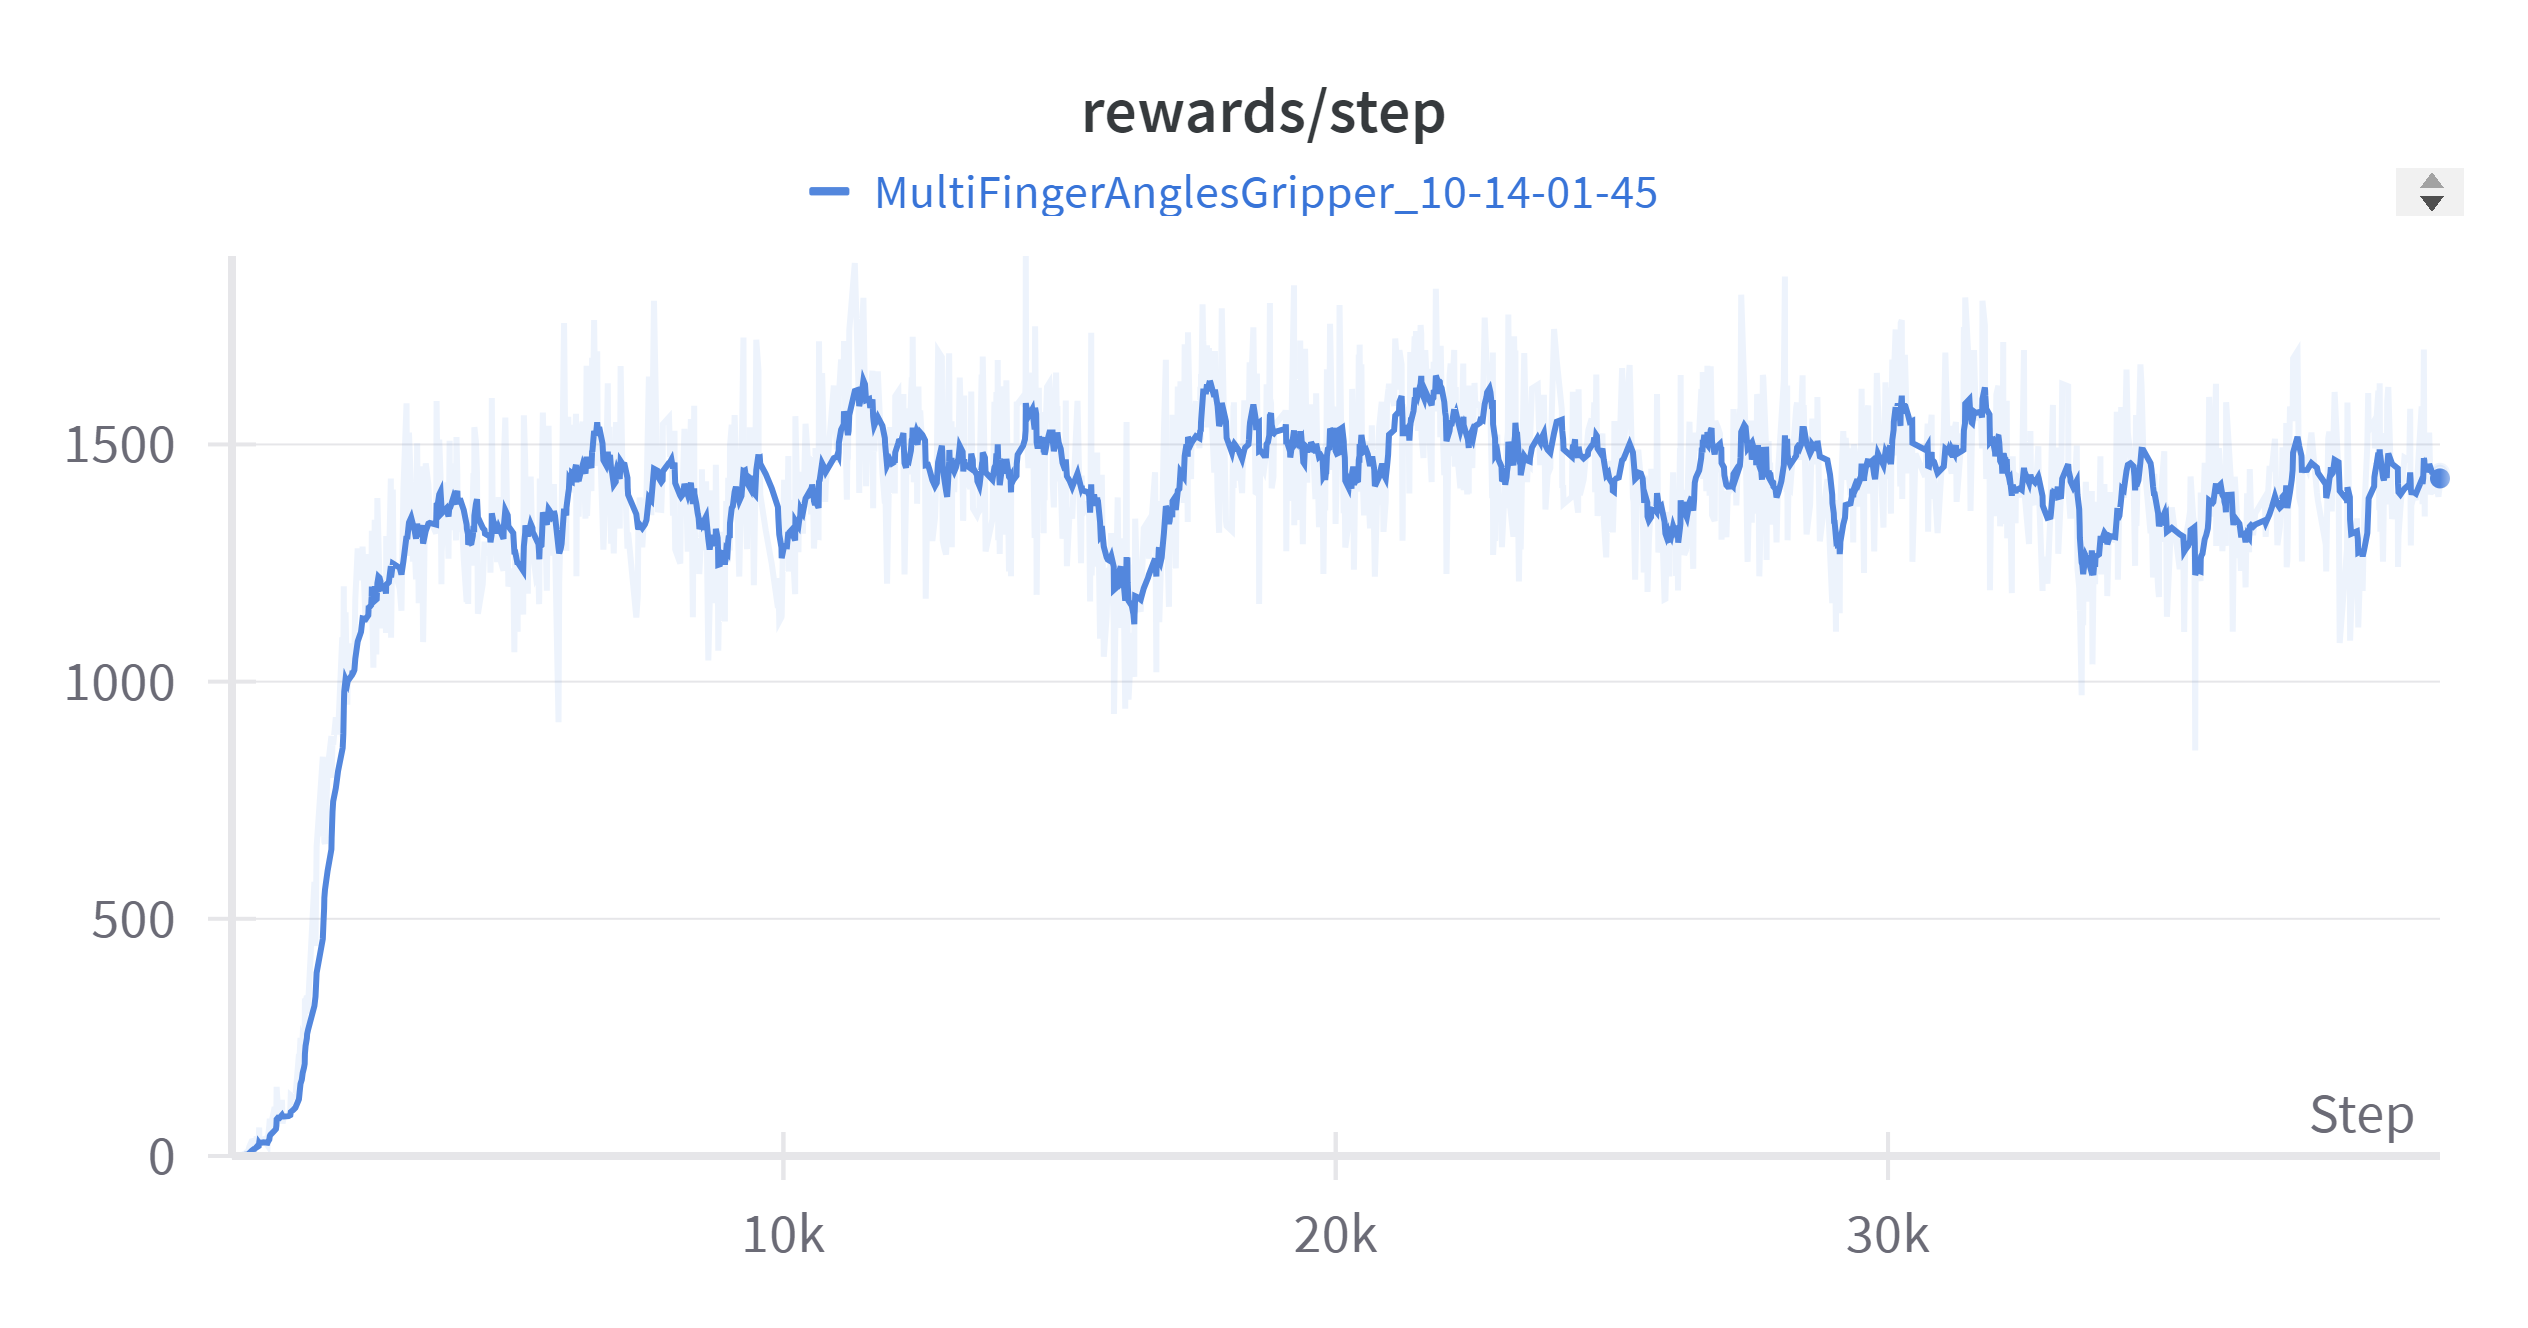 rewards/step
MultiFingerAnglesGripper_10-14-01-45
1500
1000
500
0
Step
10k
20k
30k